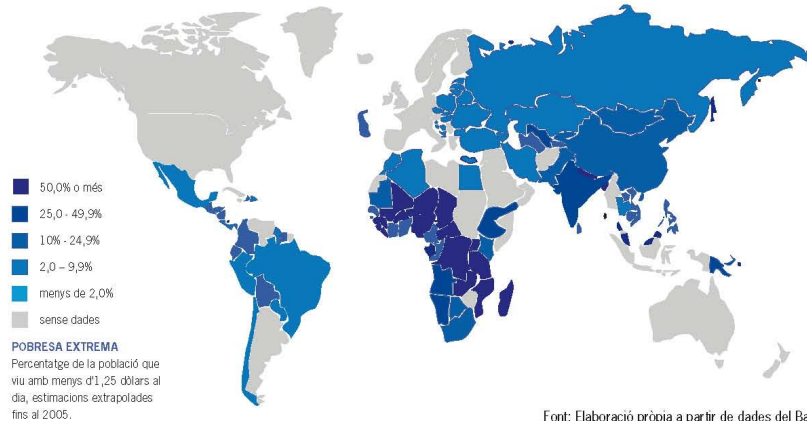 50,0% o més
25,0 - 49,9%
10% - 24,9%
2,0 – 9,9%
menys de 2,0%
sense dades
POBRESA EXTREMA
Percentatge de la població que
viu amb menys d'1,25 dòlars al
dia, estimacions extrapolades
fins al 2005.
Font: Elaboració pròpia a partir de dades del Ba